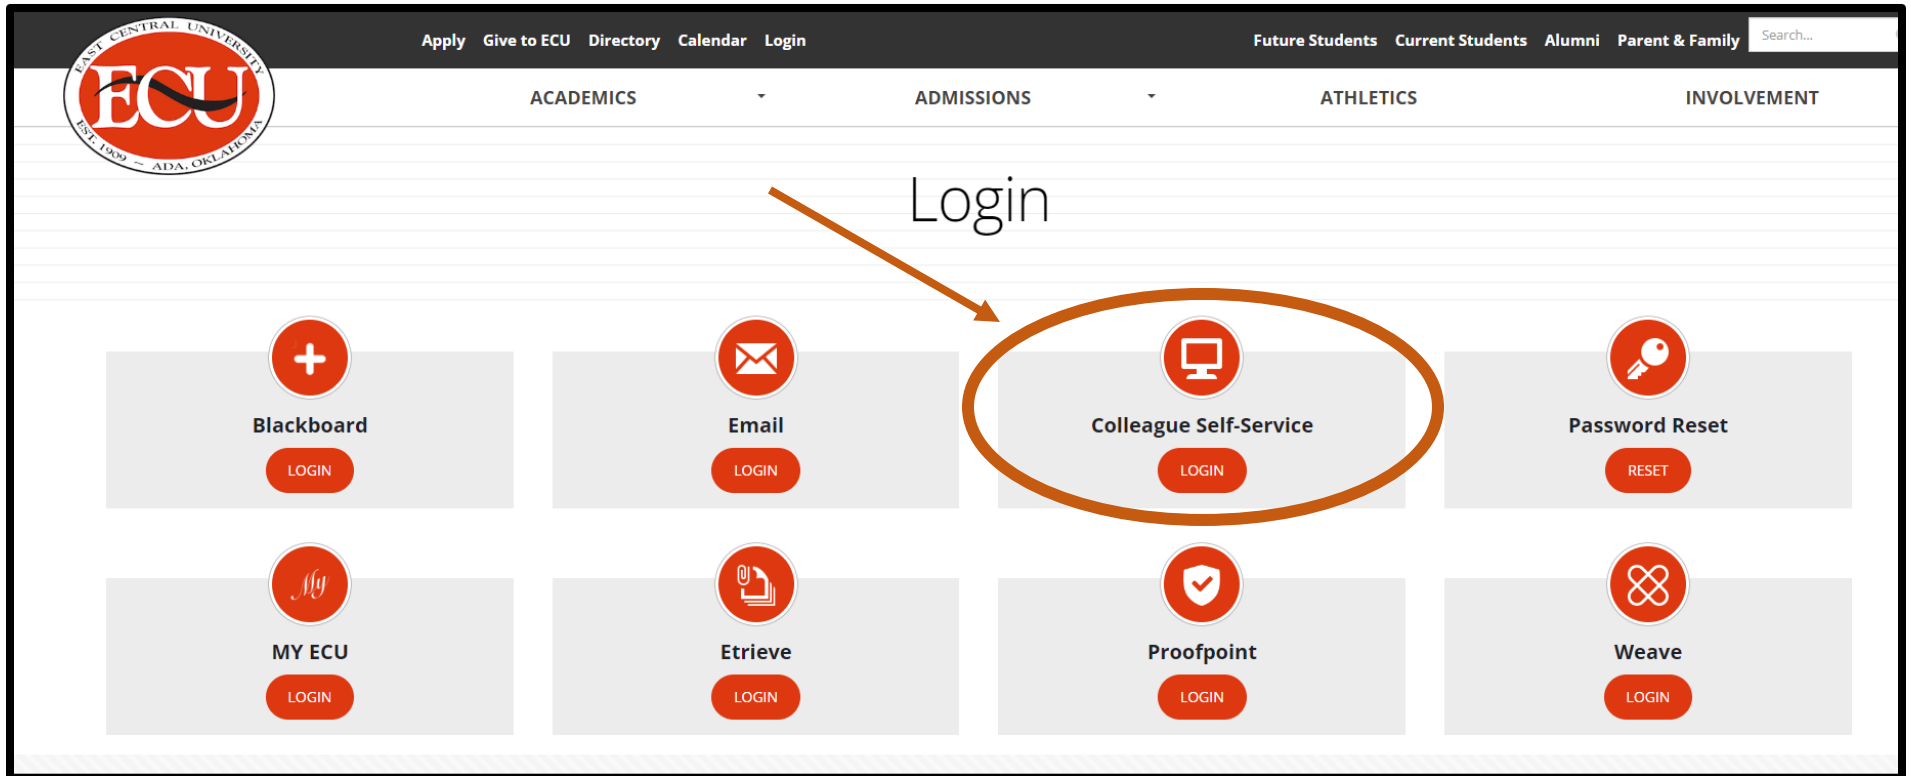 EAST CENTRAL UNIVERSITY
ECU
EST. 1909 ~ ADA, OKLAHOMA
Apply Give to ECU Directory Calendar Login
Future Students Current Students Alumni Parent & Family Search...
ACADEMICS ADMISSIONS ATHLETICS INVOLVEMENT
Login
Blackboard Email Colleague Self-Service Password Reset
LOGIN LOGIN LOGIN RESET
My
MY ECU Etrieve Proofpoint Weave
LOGIN LOGIN LOGIN LOGIN